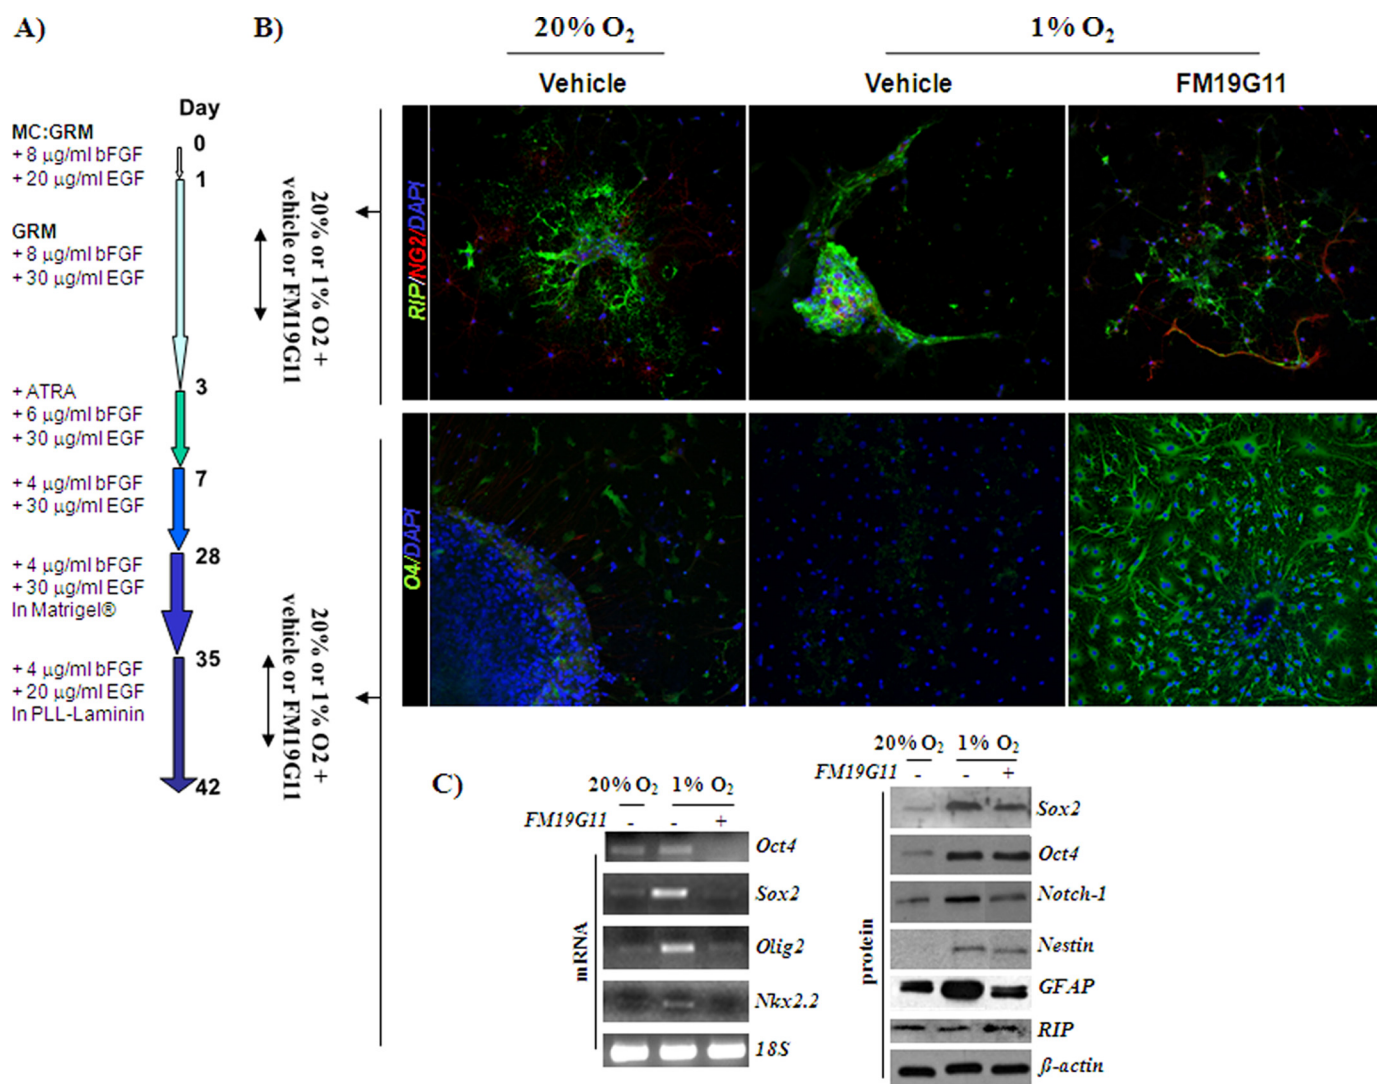 A)
Day
MC:GRM
+ 8 µg/ml bFGF
+ 20 µg/ml EGF
0
1
GRM
+ 8 µg/ml bFGF
+ 30 µg/ml EGF
3
+ ATRA
+ 6 µg/ml bFGF
+ 30 µg/ml EGF
7
+ 4 µg/ml bFGF
+ 30 µg/ml EGF
28
+ 4 µg/ml bFGF
+ 30 µg/ml EGF
In Matrigel®
35
+ 4 µg/ml bFGF
+ 20 µg/ml EGF
In PLL-Laminin
42
20% or 1% O2 +
vehicle or FM19G11
20% or 1% O2 +
vehicle or FM19G11
B)
20% O₂
1% O₂
Vehicle
Vehicle
FM19G11
RIP/NG2/DAPI
O4/DAPI
C)
20% O₂ 1% O₂
FM19G11 - - +
mRNA
Oct4
Sox2
Olig2
Nkx2.2
18S
20% O₂ 1% O₂
FM19G11 - - +
protein
Sox2
Oct4
Notch-1
Nestin
GFAP
RIP
ß-actin